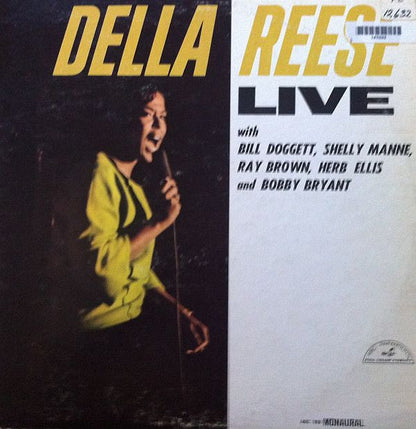 DELLA REESE
12,632
LIVE
with
BILL DOGGETT, SHELLY MANNE,
RAY BROWN, HERB ELLIS
and BOBBY BRYANT
MONAURAL